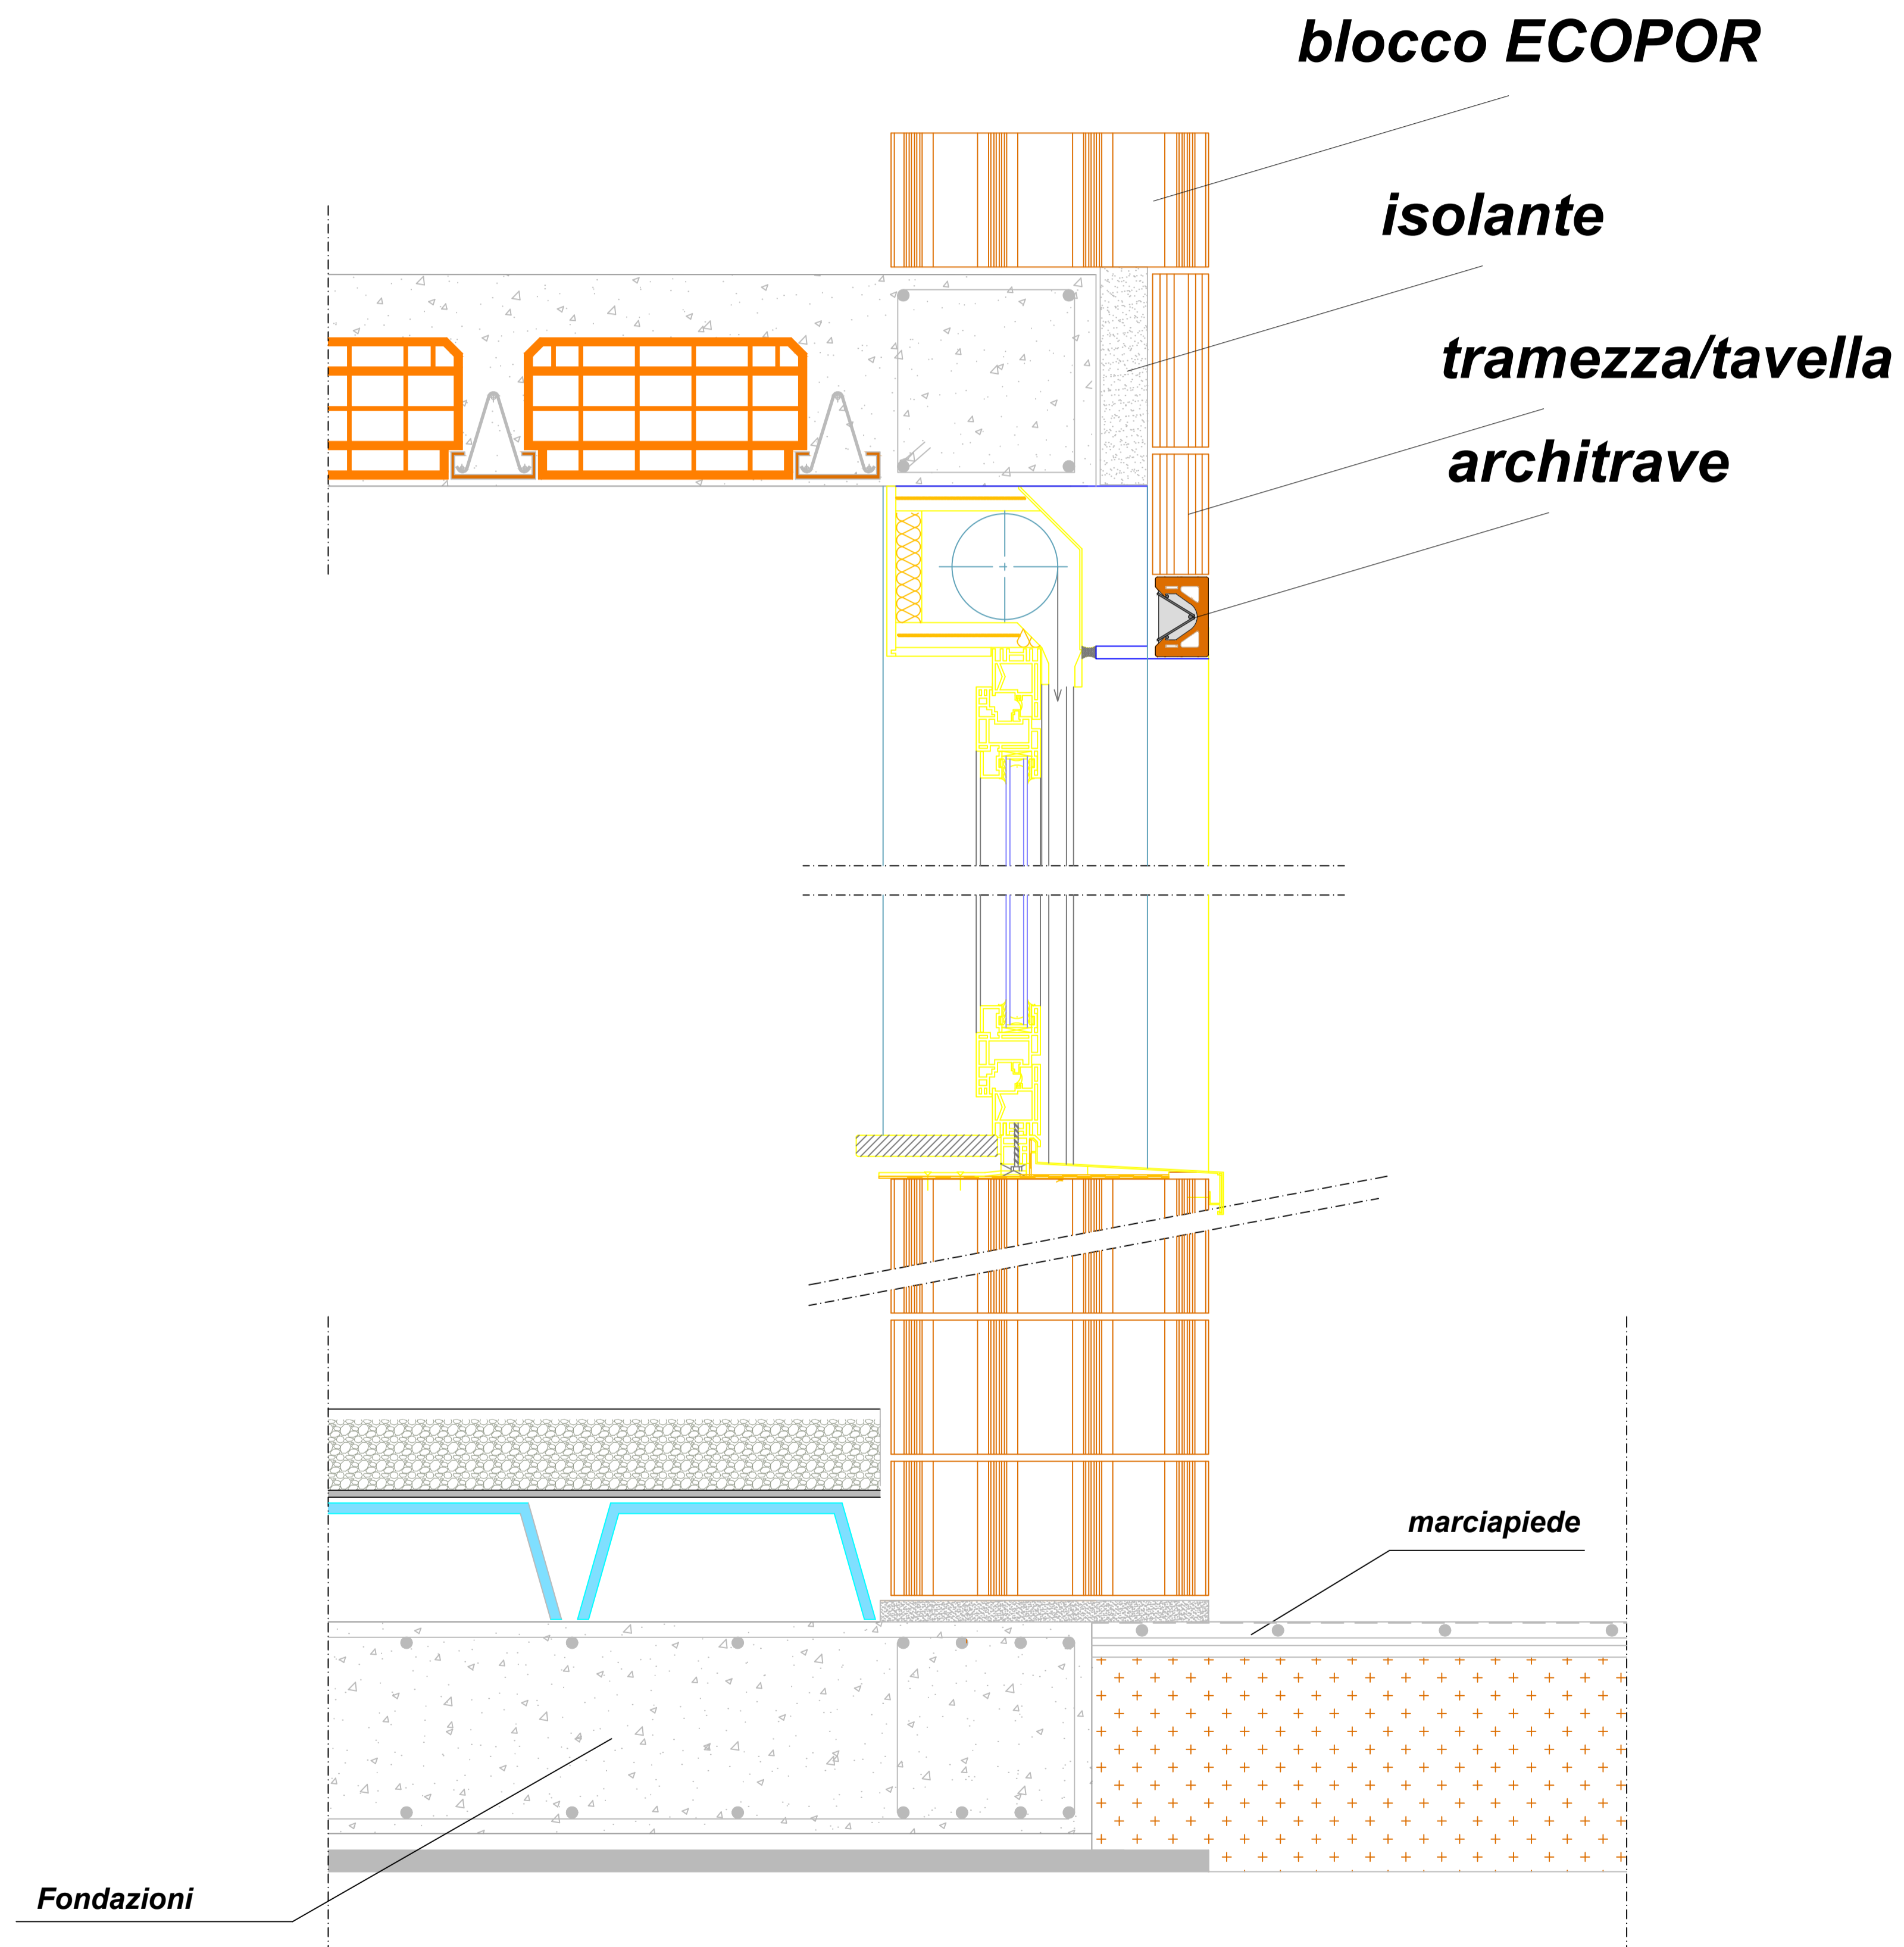 blocco ECOPOR
isolante
tramezza/tavella
architrave
marciapiede
Fondazioni